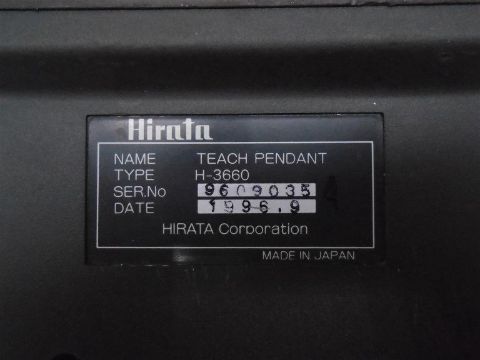 Hirata
NAME TEACH PENDANT
TYPE H-3660
SER.No 9609035
DATE 1996.9
HIRATA Corporation
MADE IN JAPAN